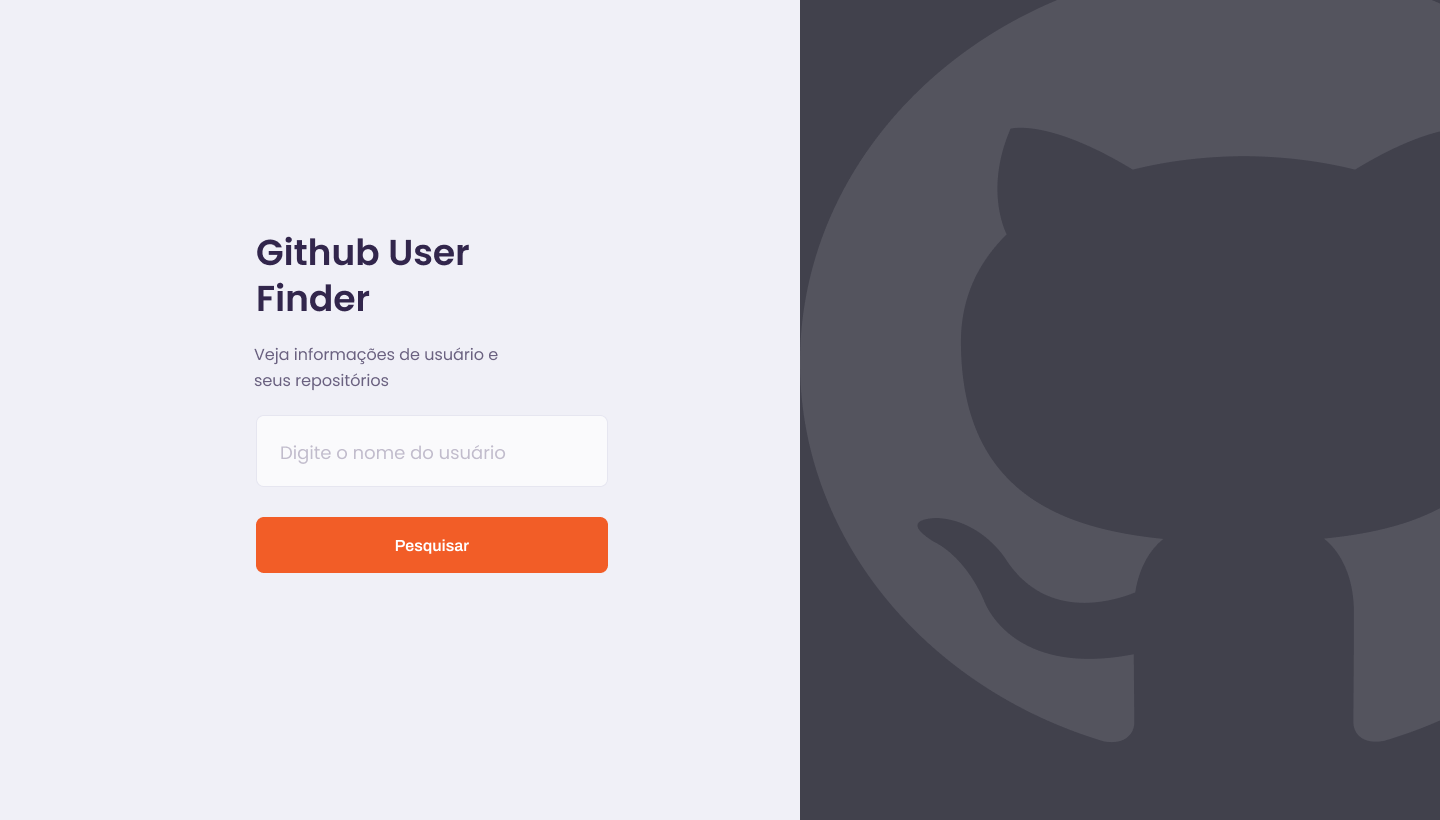 Github User
Finder
Veja informações de usuário e
seus repositórios
Digite o nome do usuário
Pesquisar